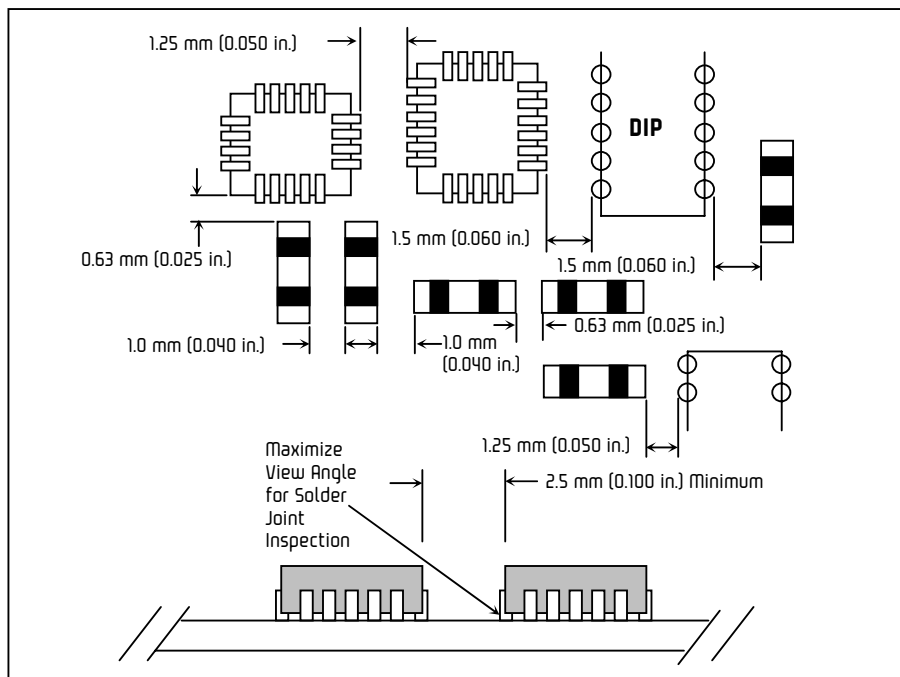 1.25 mm (0.050 in.)
DIP
1.5 mm (0.060 in.)
0.63 mm (0.025 in.)
1.5 mm (0.060 in.)
1.0 mm (0.040 in.)
1.0 mm
(0.040 in.)
0.63 mm (0.025 in.)
1.25 mm (0.050 in.)
Maximize
View Angle
for Solder
Joint
Inspection
2.5 mm (0.100 in.) Minimum